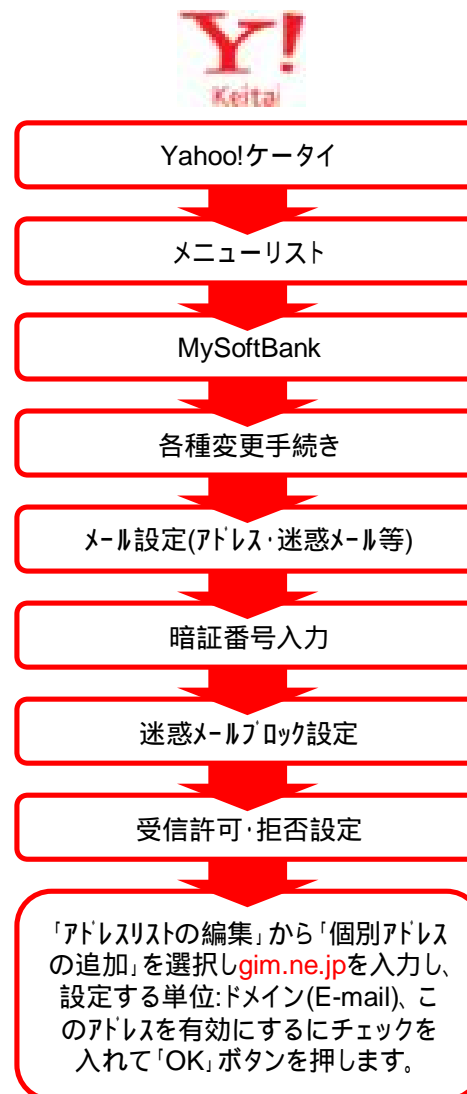 Y!
Keitai
Yahoo!ケータイ
メニューリスト
MySoftBank
各種変更手続き
ﾒｰﾙ設定(ｱﾄﾞﾚｽ・迷惑ﾒｰﾙ等)
暗証番号入力
迷惑ﾒｰﾙﾌﾞﾛｯｸ設定
受信許可・拒否設定
「ｱﾄﾞﾚｽﾘｽﾄの編集」から「個別ｱﾄﾞﾚｽ
の追加」を選択しgim.ne.jpを入力し、
設定する単位:ドメイン(E-mail)、こ
のｱﾄﾞﾚｽを有効にするにチェックを
入れて「OK」ボタンを押します。